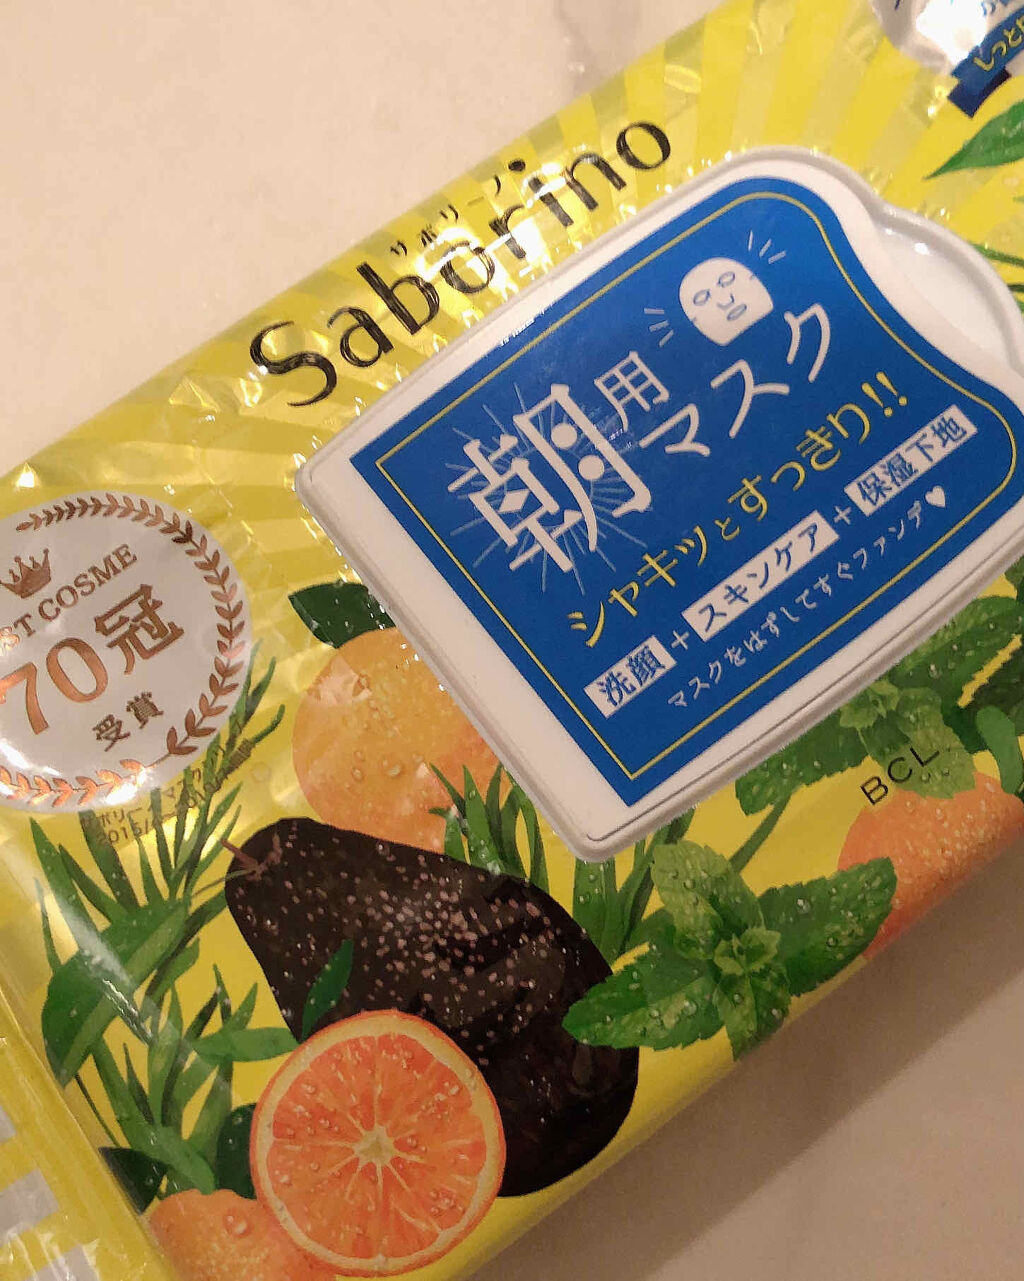 サボリーノ
Saborino
朝用
マスク
シャキッとすっきり!!
洗顔+スキンケア+保湿下地
マスクをはずしてすぐファンデ♥
ST COSME
70冠
受賞
BCL